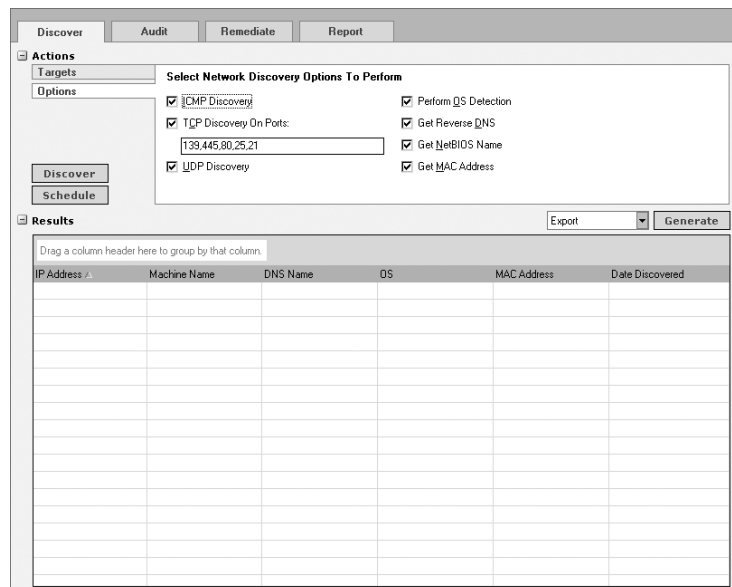 Discover Audit Remediate Report
Actions
Targets
Options
Select Network Discovery Options To Perform
ICMP Discovery
Perform OS Detection
TCP Discovery On Ports:
Get Reverse DNS
139,445,80,25,21
Get NetBIOS Name
UDP Discovery
Get MAC Address
Discover
Schedule
Results
Export
Generate
Drag a column header here to group by that column.
IP Address Machine Name DNS Name OS MAC Address Date Discovered